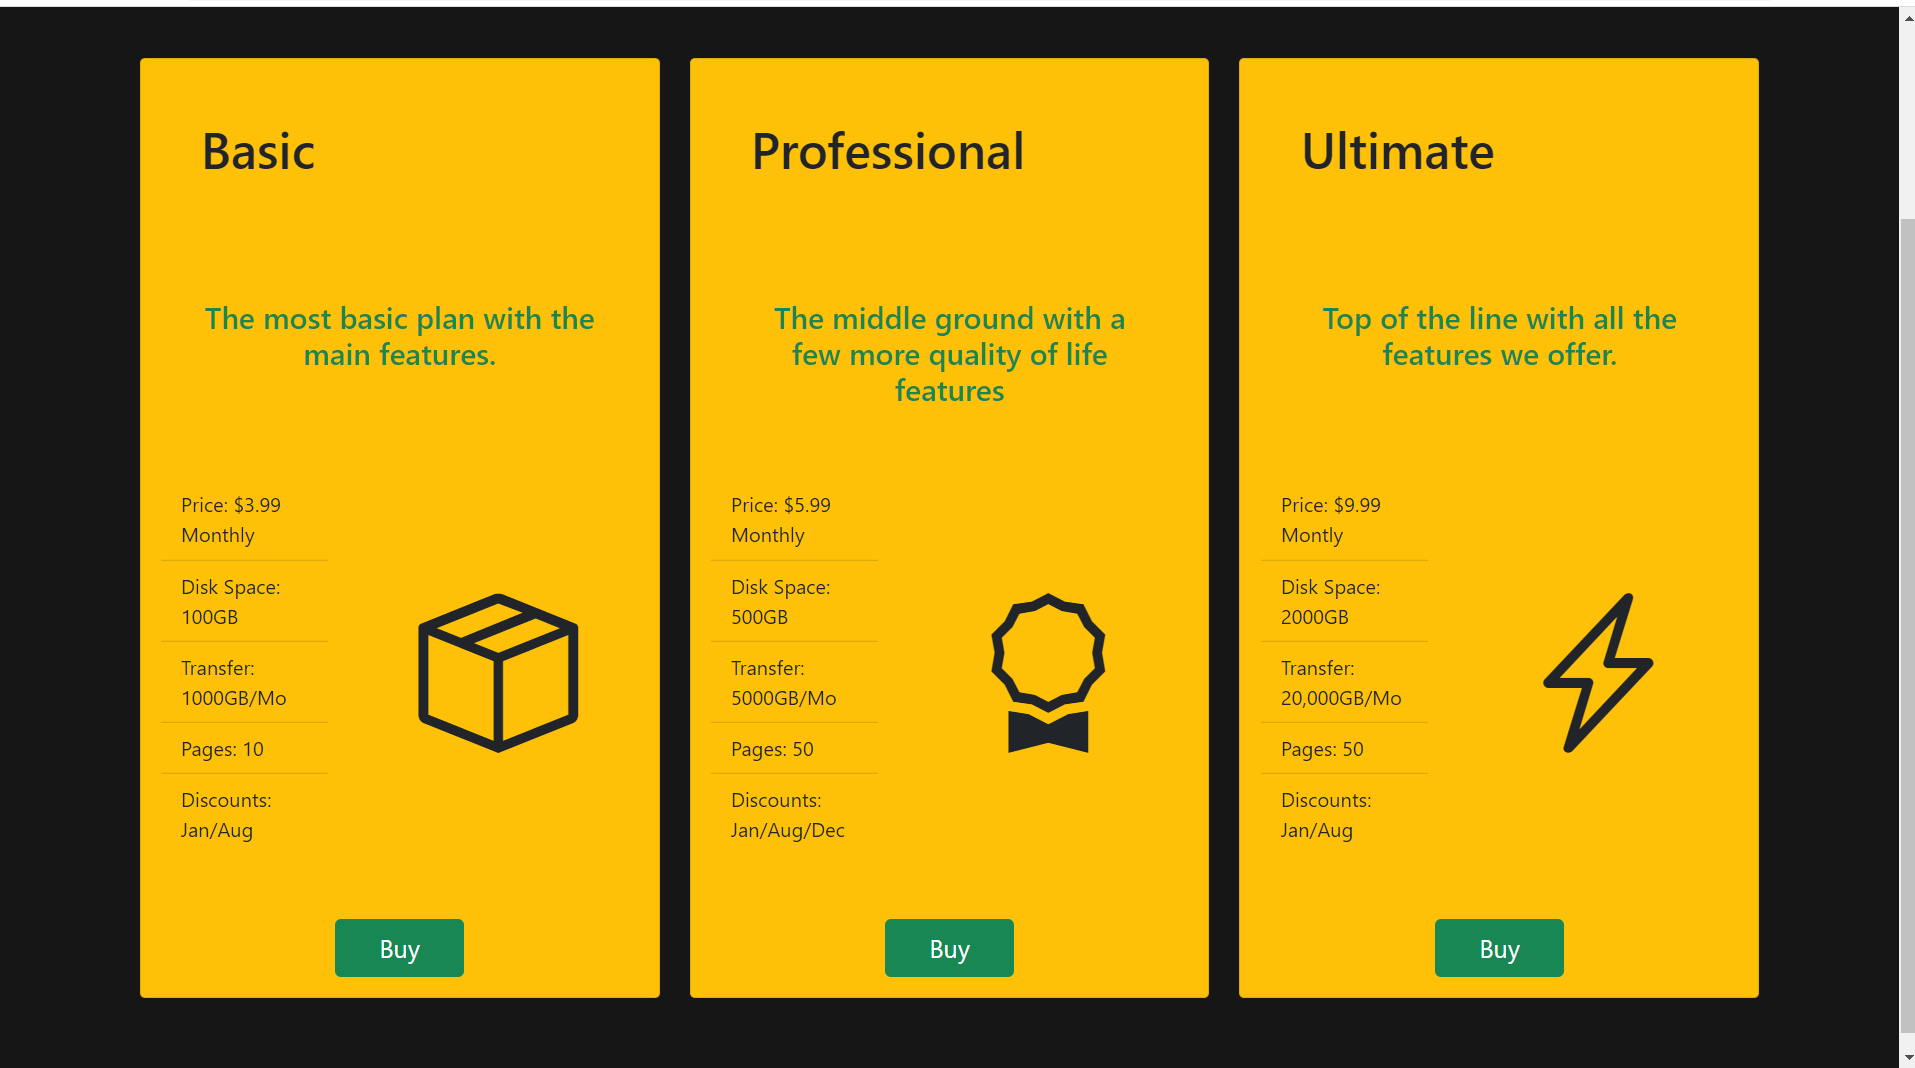 Basic
The most basic plan with the
main features.
Price: $3.99
Monthly
Disk Space:
100GB
Transfer:
1000GB/Mo
Pages: 10
Discounts:
Jan/Aug
Buy
Professional
The middle ground with a
few more quality of life
features
Price: $5.99
Monthly
Disk Space:
500GB
Transfer:
5000GB/Mo
Pages: 50
Discounts:
Jan/Aug/Dec
Buy
Ultimate
Top of the line with all the
features we offer.
Price: $9.99
Montly
Disk Space:
2000GB
Transfer:
20,000GB/Mo
Pages: 50
Discounts:
Jan/Aug
Buy